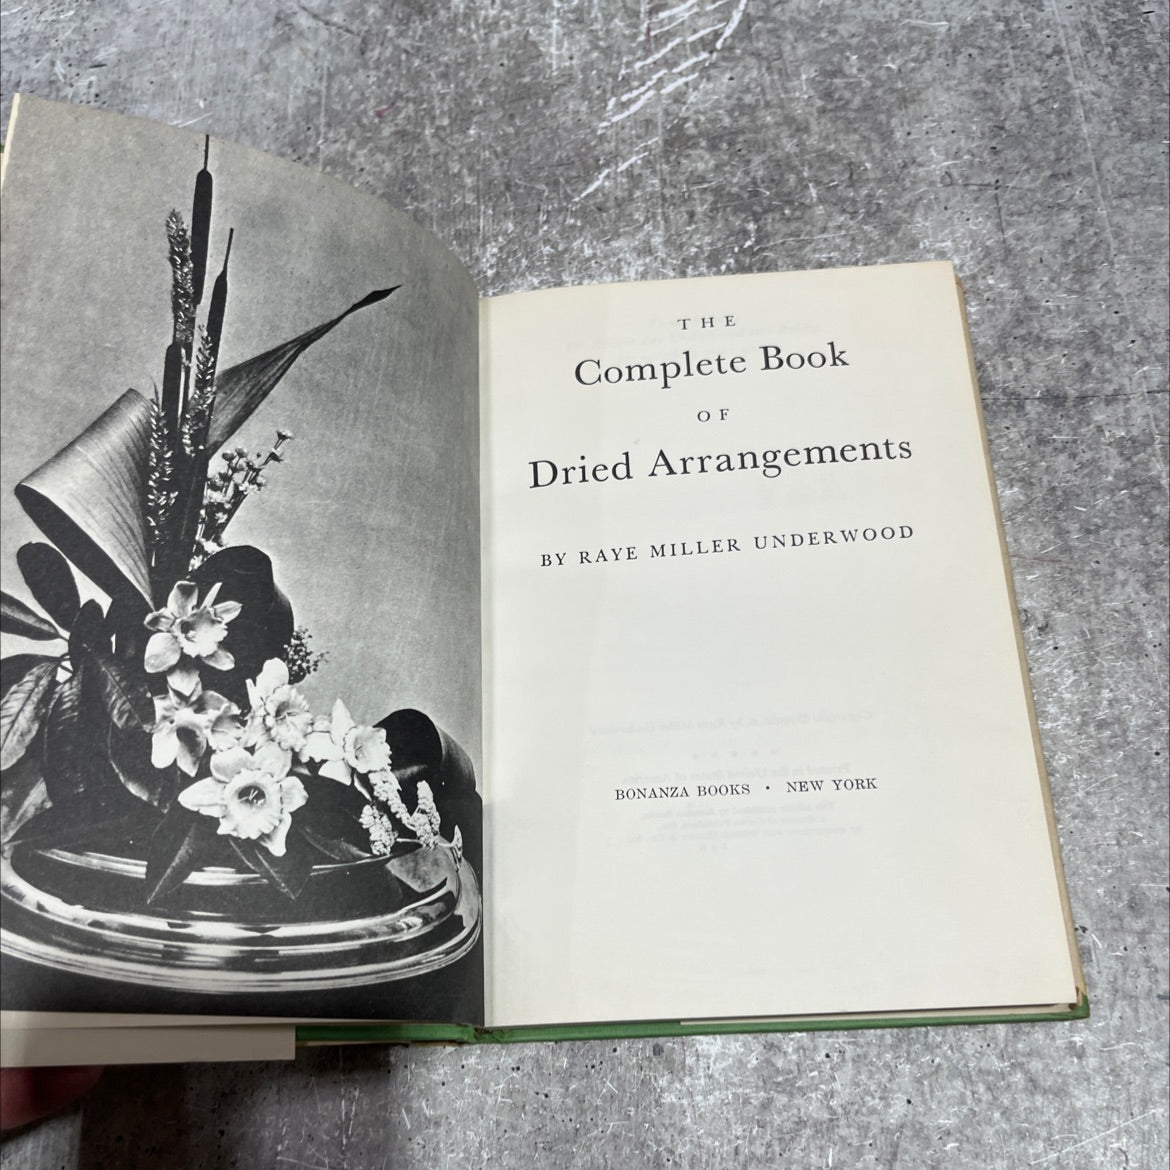 THE
Complete Book
OF
Dried Arrangements
BY RAYE MILLER UNDERWOOD
BONANZA BOOKS · NEW YORK